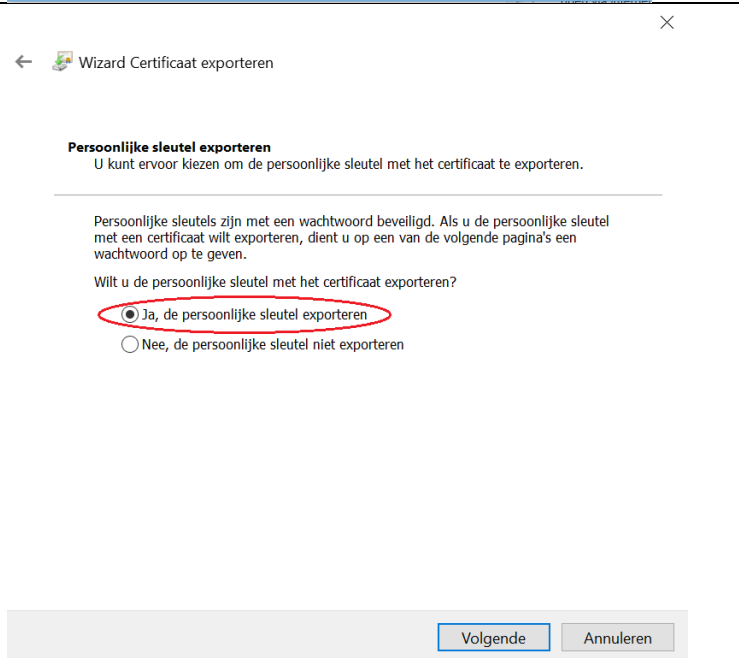 Wizard Certificaat exporteren
Persoonlijke sleutel exporteren
U kunt ervoor kiezen om de persoonlijke sleutel met het certificaat te exporteren.
Persoonlijke sleutels zijn met een wachtwoord beveiligd. Als u de persoonlijke sleutel
met een certificaat wilt exporteren, dient u op een van de volgende pagina's een
wachtwoord op te geven.
Wilt u de persoonlijke sleutel met het certificaat exporteren?
Ja, de persoonlijke sleutel exporteren
Nee, de persoonlijke sleutel niet exporteren
Volgende
Annuleren